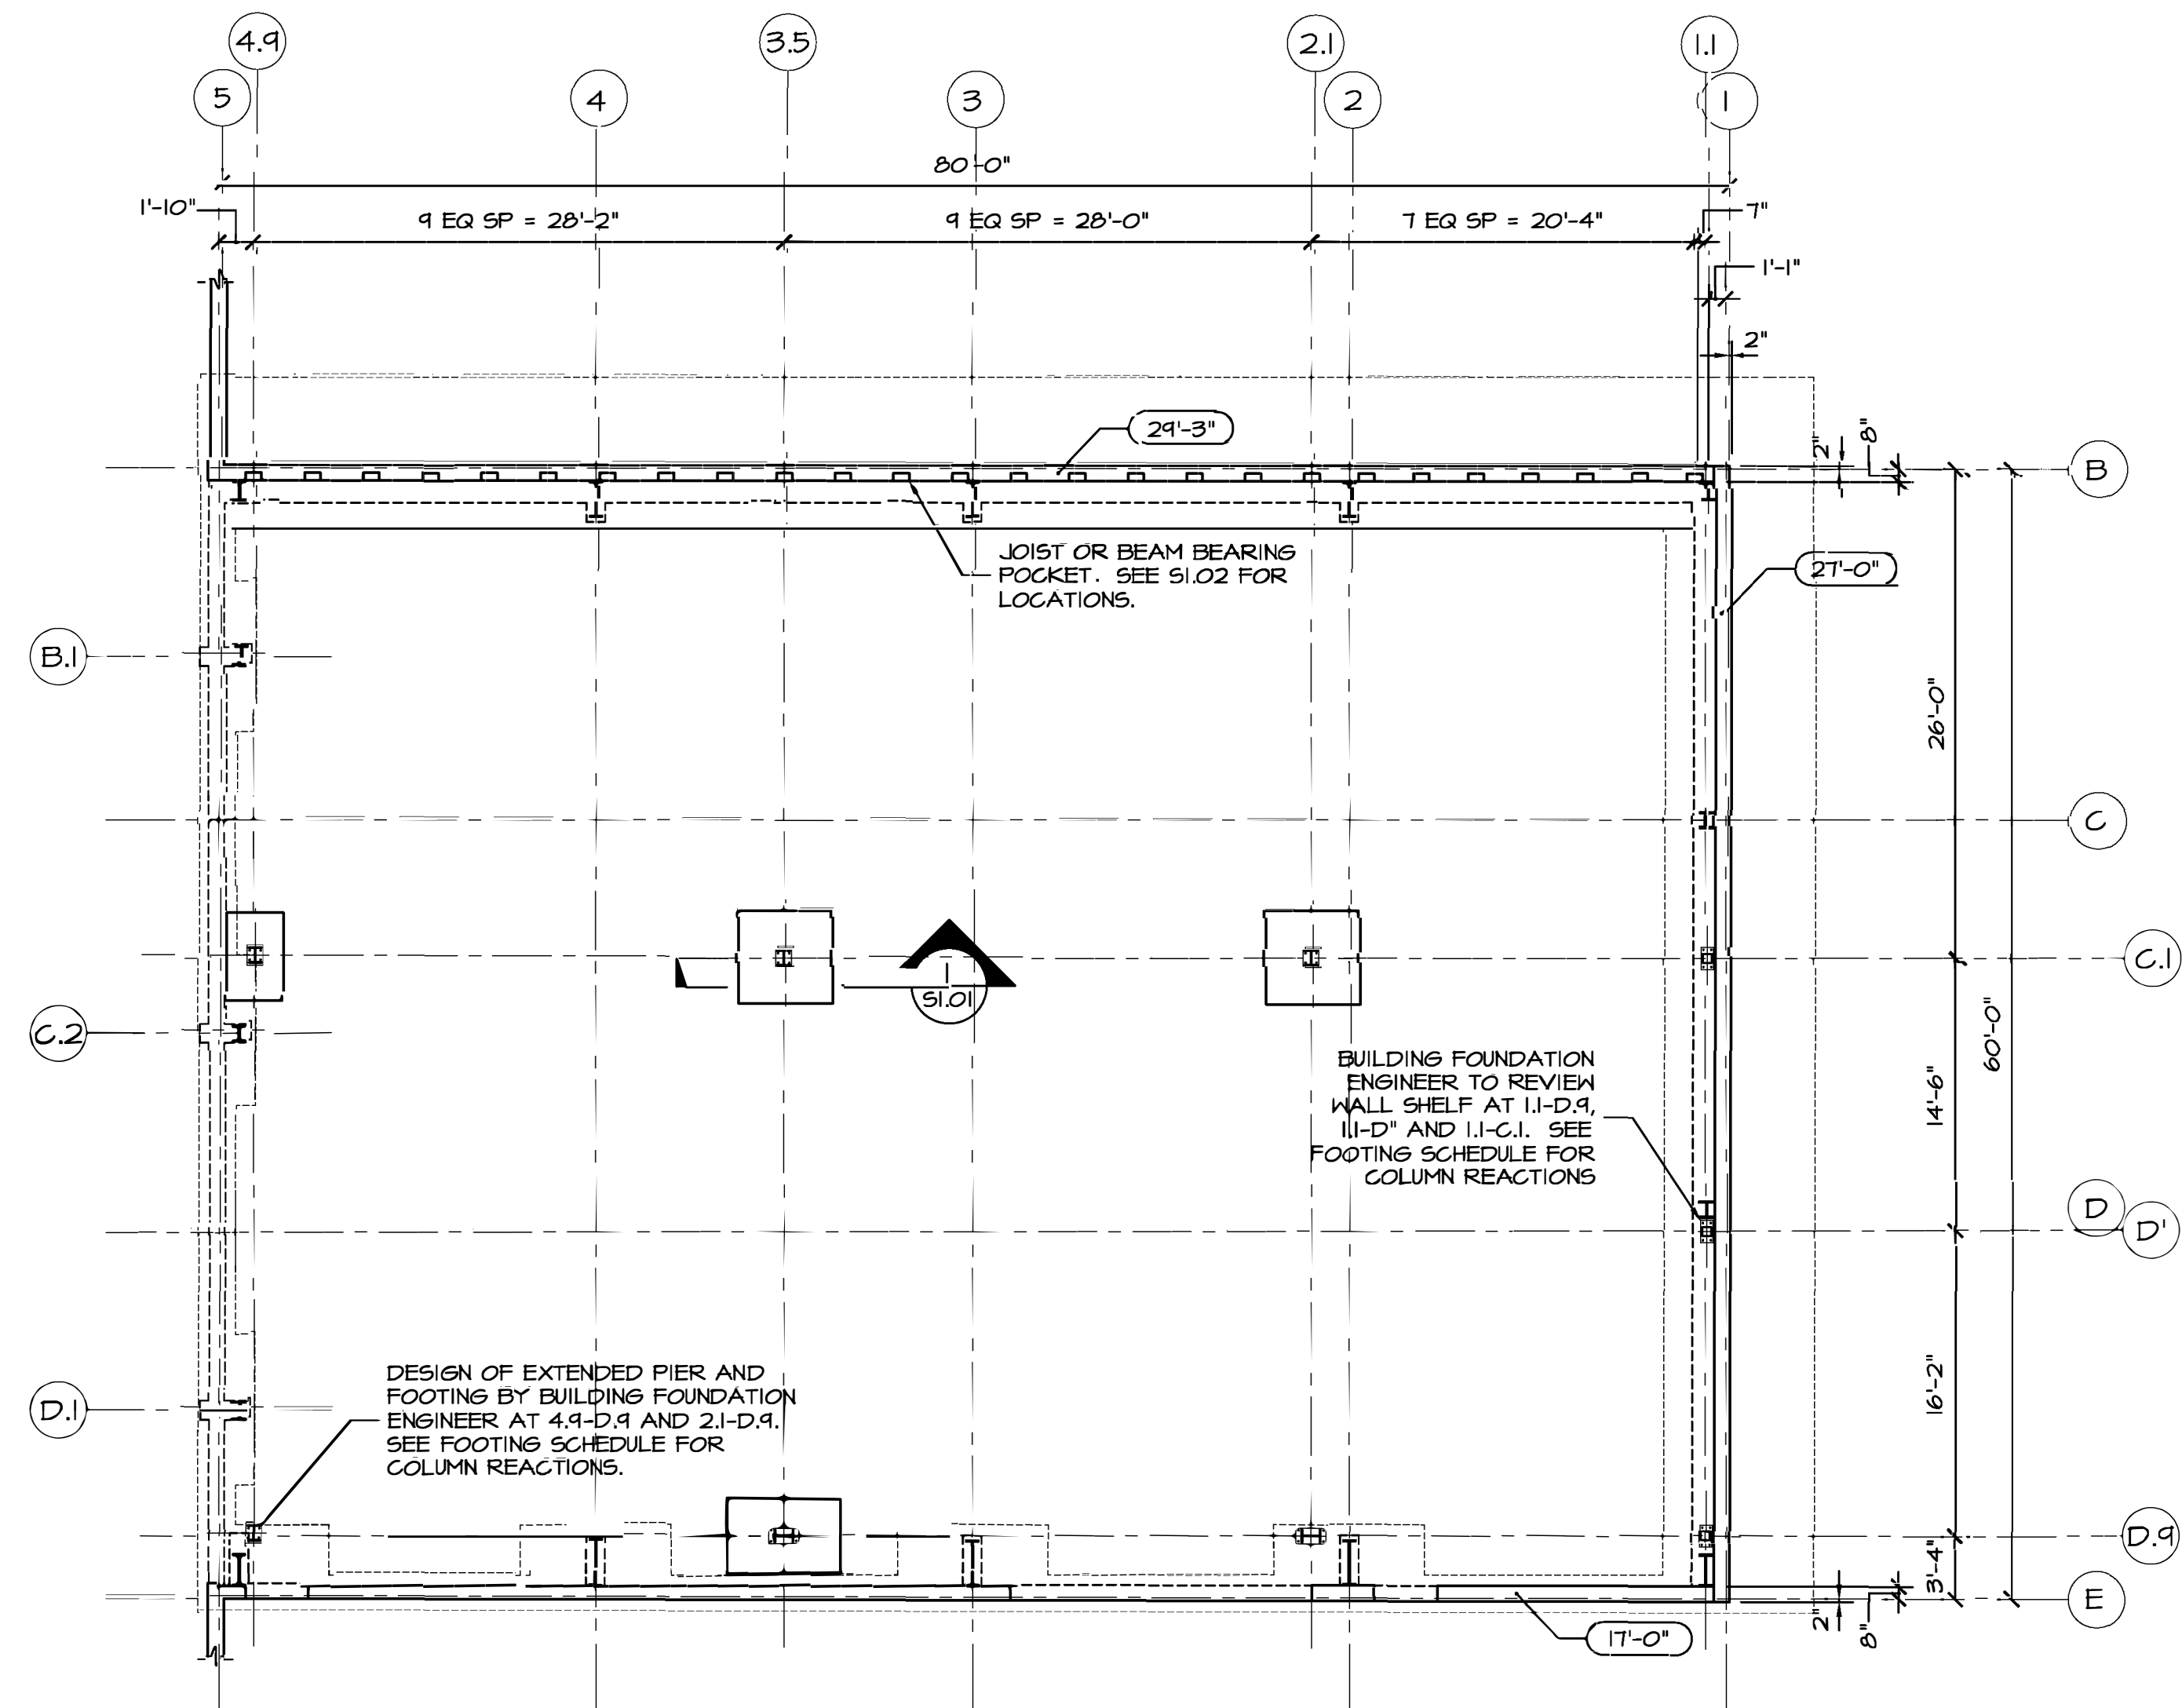 4.9
3.5
2.1
1.1
5
4
3
2
1
80'-0"
1'-10"
9 EQ SP = 28'-2"
9 EQ SP = 28'-0"
7 EQ SP = 20'-4"
7"
1'-1"
2"
29'-3"
2"
8"
B
JOIST OR BEAM BEARING
POCKET. SEE S1.02 FOR
LOCATIONS.
27'-0"
B.1
26'-0"
C
C.1
1
S1.01
C.2
60'-0"
BUILDING FOUNDATION
ENGINEER TO REVIEW
WALL SHELF AT 1.1-D.9,
1.1-D" AND 1.1-C.1. SEE
FOOTING SCHEDULE FOR
COLUMN REACTIONS
14'-6"
D
D'
DESIGN OF EXTENDED PIER AND
FOOTING BY BUILDING FOUNDATION
ENGINEER AT 4.9-D.9 AND 2.1-D.9.
SEE FOOTING SCHEDULE FOR
COLUMN REACTIONS.
D.1
16'-2"
D.9
3'-4"
E
2"
8"
17'-0"